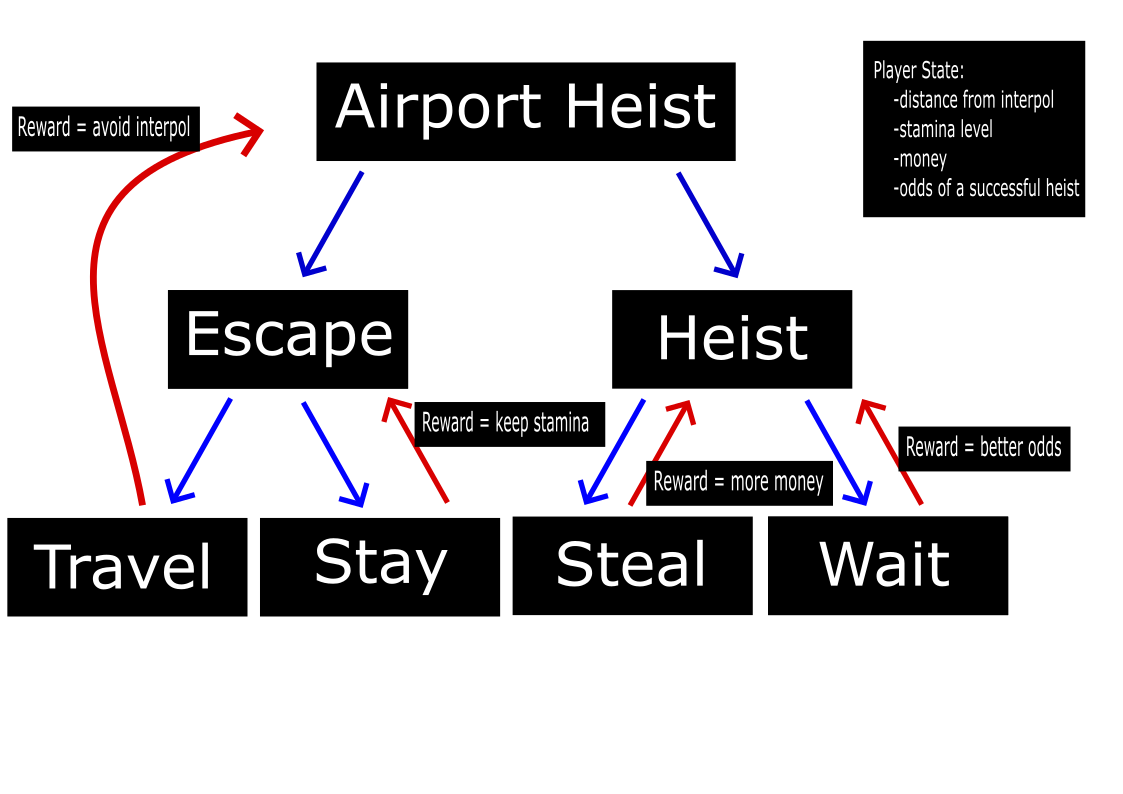 Airport Heist
Player State:
-distance from interpol
-stamina level
-money
-odds of a successful heist
Reward = avoid interpol
Escape
Heist
Reward = keep stamina
Reward = better odds
Reward = more money
Travel
Stay
Steal
Wait